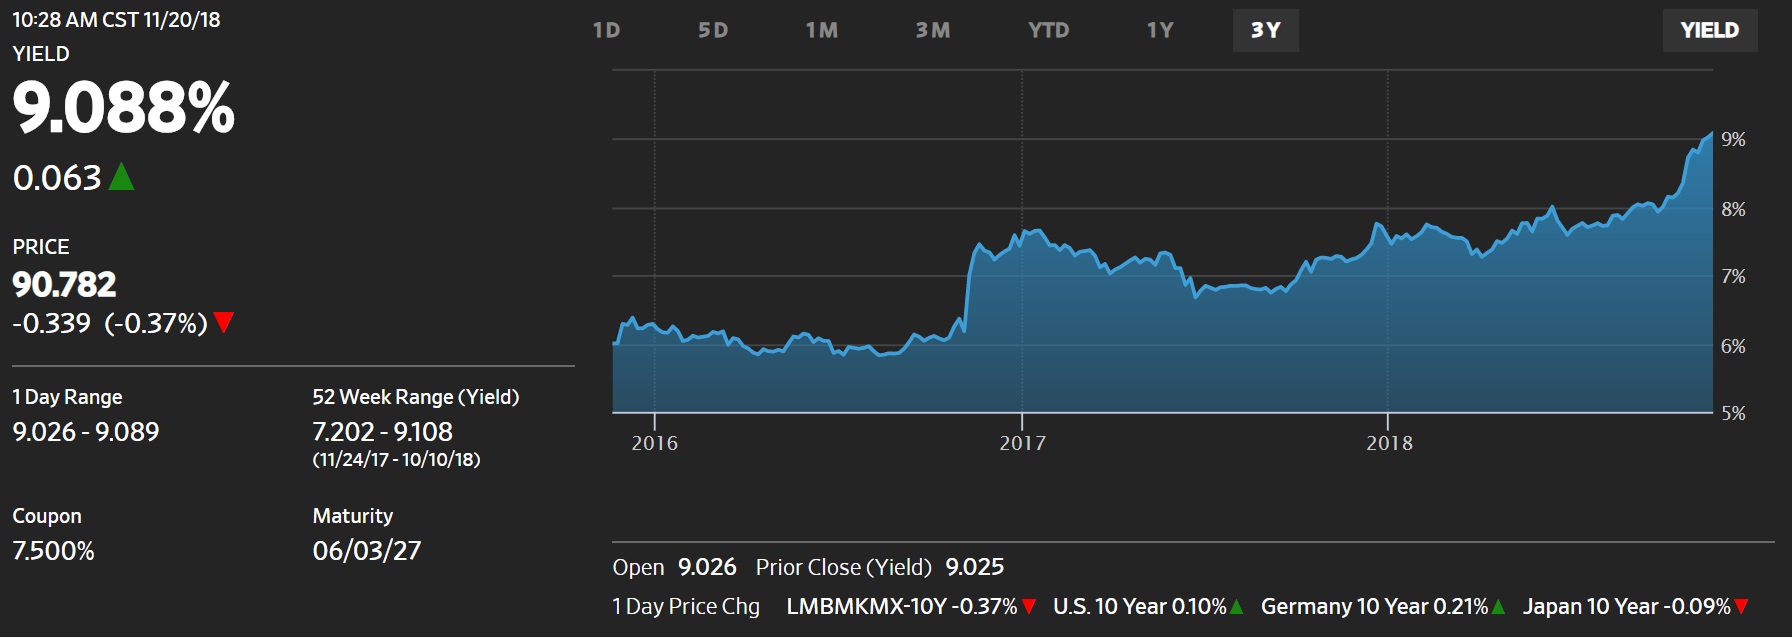 10:28 AM CST 11/20/18
YIELD
9.088%
0.063
PRICE
90.782
-0.339 (-0.37%)
1 Day Range
9.026 - 9.089
52 Week Range (Yield)
7.202 - 9.108
(11/24/17 - 10/10/18)
Coupon
7.500%
Maturity
06/03/27
1D 5D 1M 3M YTD 1Y 3Y YIELD
9%
8%
7%
6%
5%
2016 2017 2018
Open 9.026 Prior Close (Yield) 9.025
1 Day Price Chg LMBMKMX-10Y -0.37% U.S. 10 Year 0.10% Germany 10 Year 0.21% Japan 10 Year -0.09%